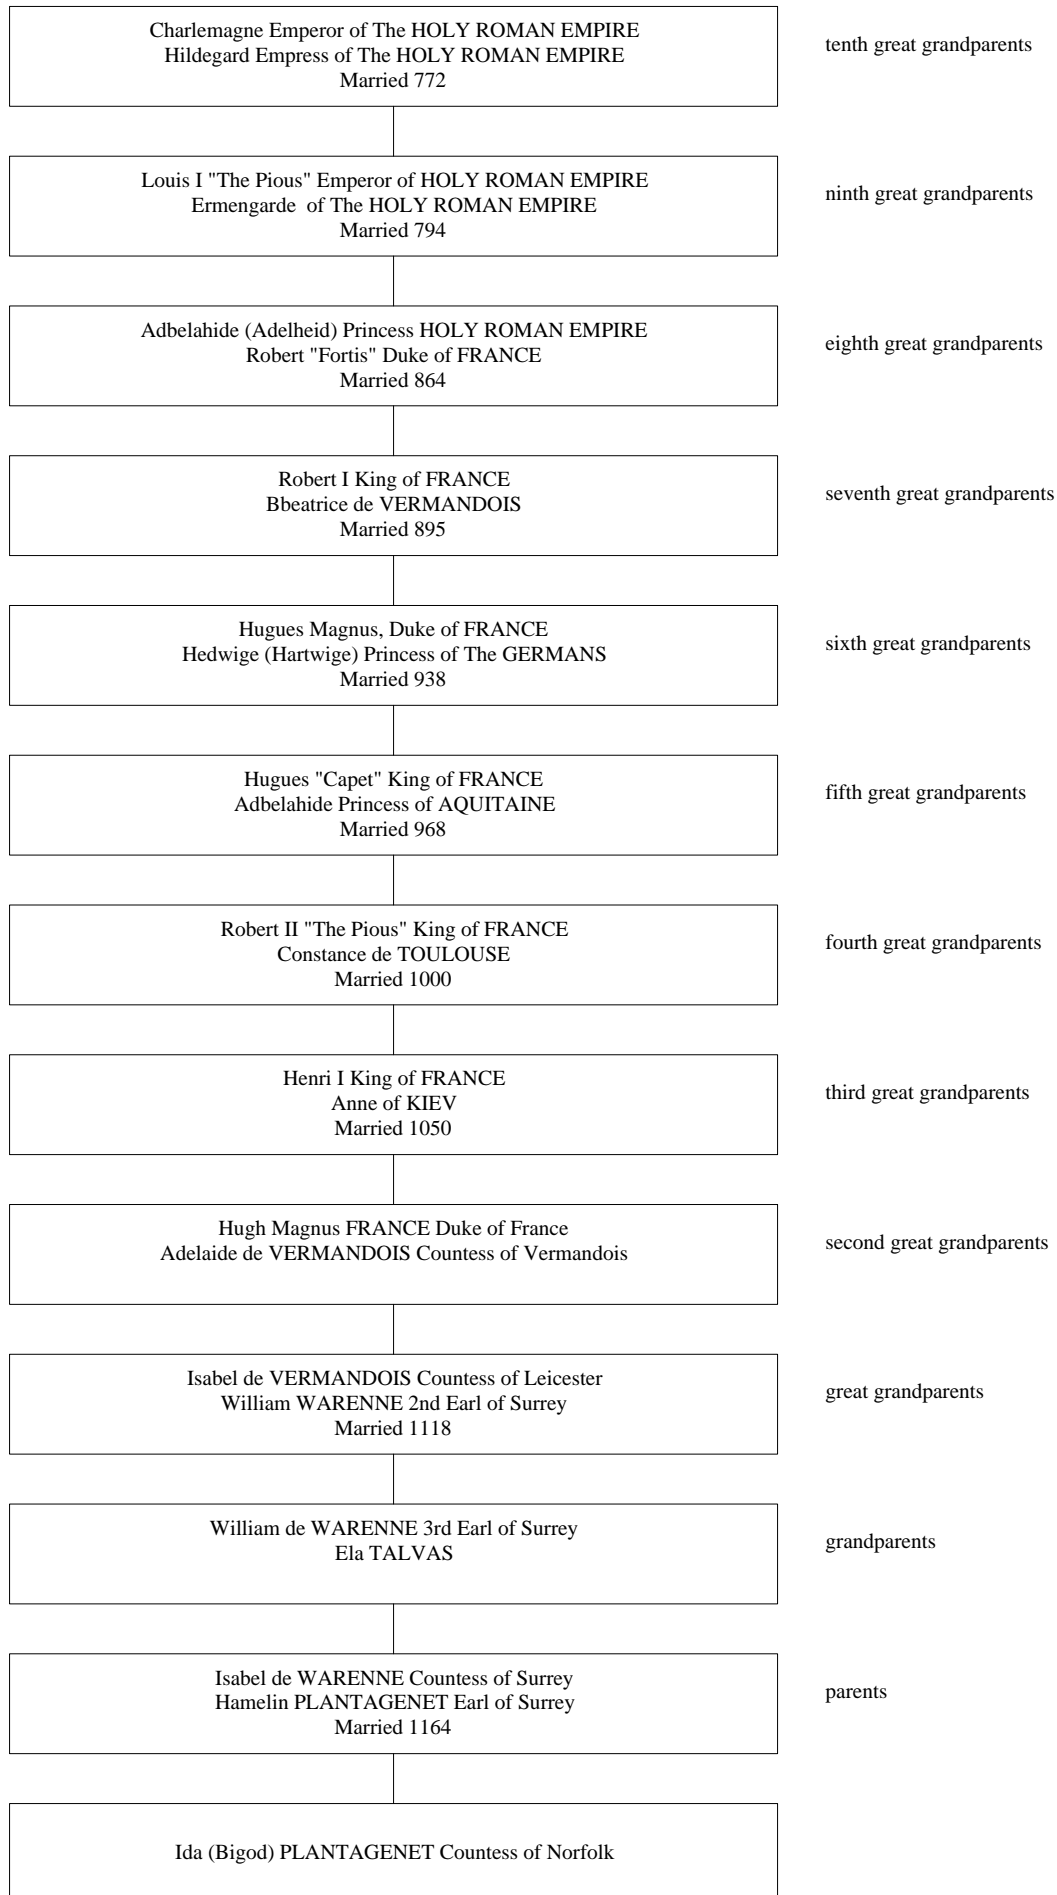 Charlemagne Emperor of The HOLY ROMAN EMPIRE
Hildegard Empress of The HOLY ROMAN EMPIRE
Married 772
tenth great grandparents
Louis I "The Pious" Emperor of HOLY ROMAN EMPIRE
Ermengarde  of The HOLY ROMAN EMPIRE
Married 794
ninth great grandparents
Adbelahide (Adelheid) Princess HOLY ROMAN EMPIRE
Robert "Fortis" Duke of FRANCE
Married 864
eighth great grandparents
Robert I King of FRANCE
Bbeatrice de VERMANDOIS
Married 895
seventh great grandparents
Hugues Magnus, Duke of FRANCE
Hedwige (Hartwige) Princess of The GERMANS
Married 938
sixth great grandparents
Hugues "Capet" King of FRANCE
Adbelahide Princess of AQUITAINE
Married 968
fifth great grandparents
Robert II "The Pious" King of FRANCE
Constance de TOULOUSE
Married 1000
fourth great grandparents
Henri I King of FRANCE
Anne of KIEV
Married 1050
third great grandparents
Hugh Magnus FRANCE Duke of France
Adelaide de VERMANDOIS Countess of Vermandois
second great grandparents
Isabel de VERMANDOIS Countess of Leicester
William WARENNE 2nd Earl of Surrey
Married 1118
great grandparents
William de WARENNE 3rd Earl of Surrey
Ela TALVAS
grandparents
Isabel de WARENNE Countess of Surrey
Hamelin PLANTAGENET Earl of Surrey
Married 1164
parents
Ida (Bigod) PLANTAGENET Countess of Norfolk